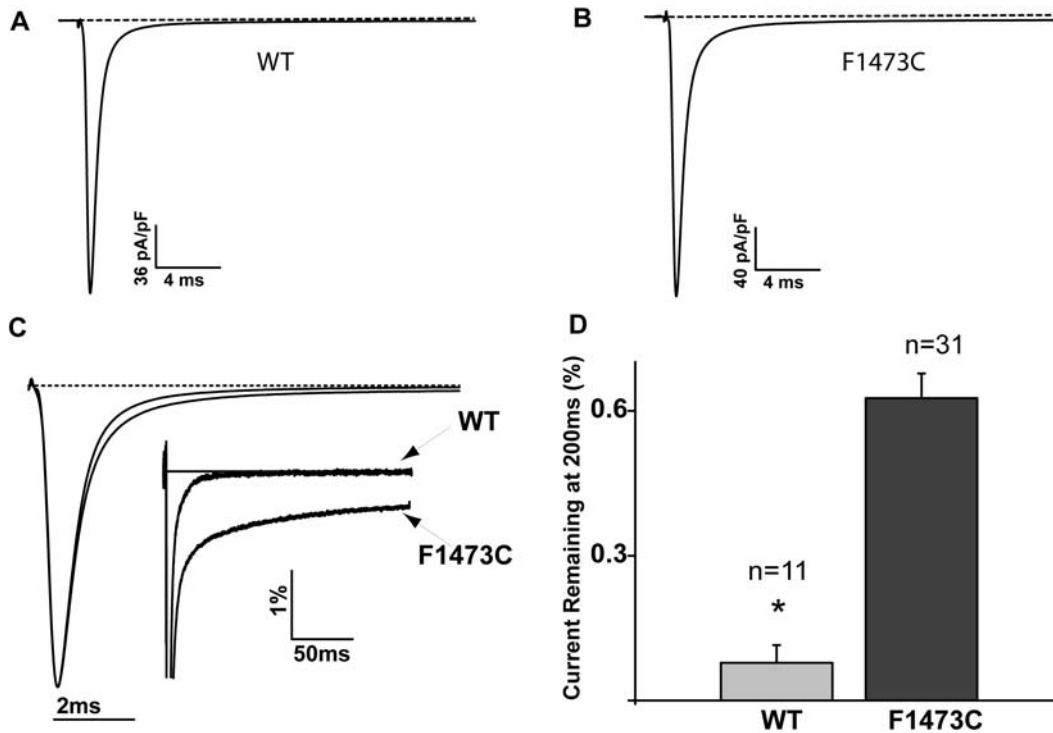 A
WT
36 pA/pF
4 ms
B
F1473C
40 pA/pF
4 ms
C
WT
F1473C
1%
50ms
2ms
D
Current Remaining at 200ms (%)
0.6
0.3
n=11
*
n=31
WT
F1473C